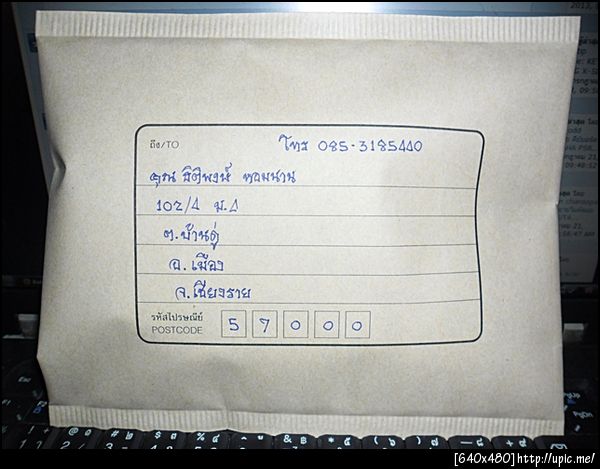 ถึง/TO โทร 085-3185440
คุณ ธิติพงษ์ หอมนาน
102/4 ม.4
ต.บ้านดู่
อ.เมือง
จ.เชียงราย
รหัสไปรษณีย์
POSTCODE 5 7 0 0 0
[640x480]http://upic.me/